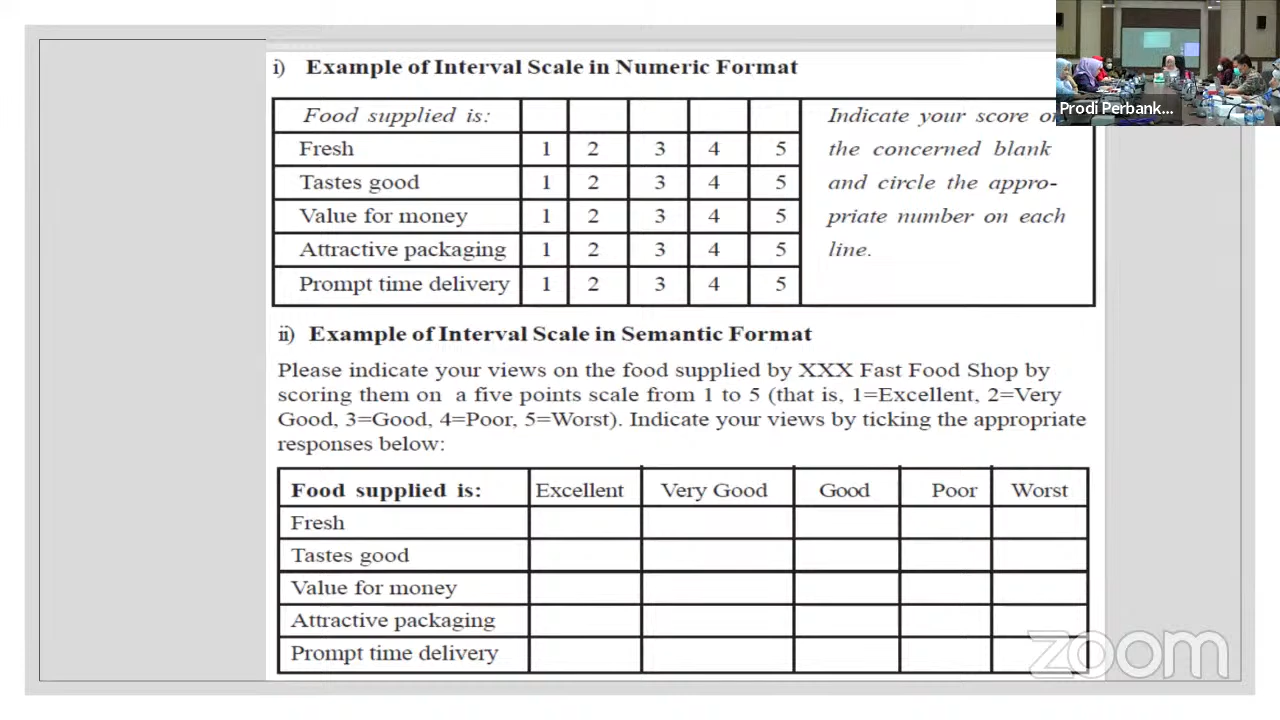 i) Example of Interval Scale in Numeric Format
Food supplied is:
Fresh 1 2 3 4 5
Tastes good 1 2 3 4 5
Value for money 1 2 3 4 5
Attractive packaging 1 2 3 4 5
Prompt time delivery 1 2 3 4 5
Indicate your score on
the concerned blank
and circle the appro-
priate number on each
line.
Prodi Perbank...
ii) Example of Interval Scale in Semantic Format
Please indicate your views on the food supplied by XXX Fast Food Shop by
scoring them on a five points scale from 1 to 5 (that is, 1=Excellent, 2=Very
Good, 3=Good, 4=Poor, 5=Worst). Indicate your views by ticking the appropriate
responses below:
Food supplied is: Excellent Very Good Good Poor Worst
Fresh
Tastes good
Value for money
Attractive packaging
Prompt time delivery
zoom